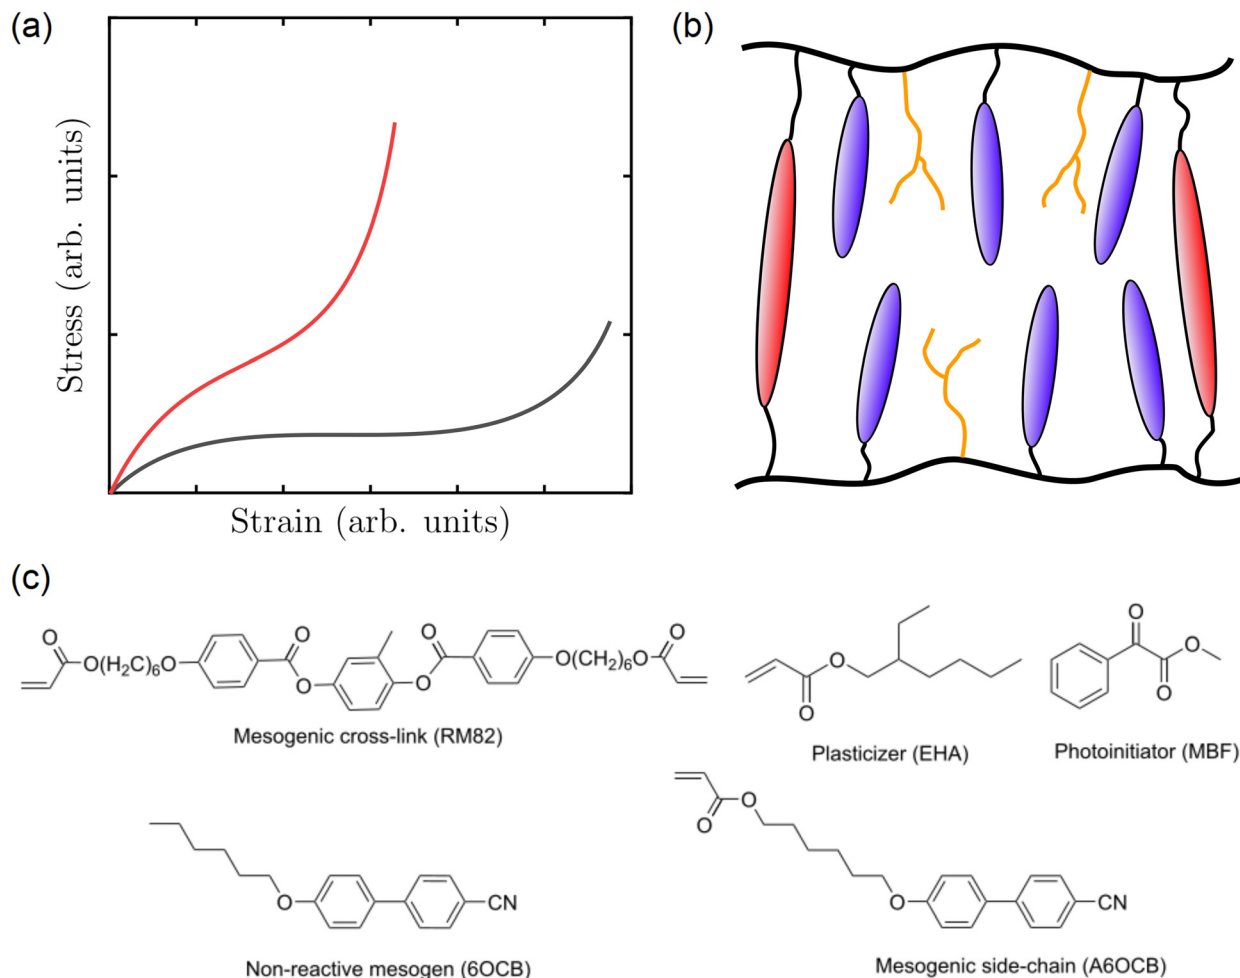 (a)
Stress (arb. units)
Strain (arb. units)
(b)
(c)
O
O
O(H₂C)₆O
O
O
O
O
O(CH₂)₆O
O
Mesogenic cross-link (RM82)
O
O
Plasticizer (EHA)
O
O
O
Photoinitiator (MBF)
O
CN
Non-reactive mesogen (6OCB)
O
O
O
CN
Mesogenic side-chain (A6OCB)